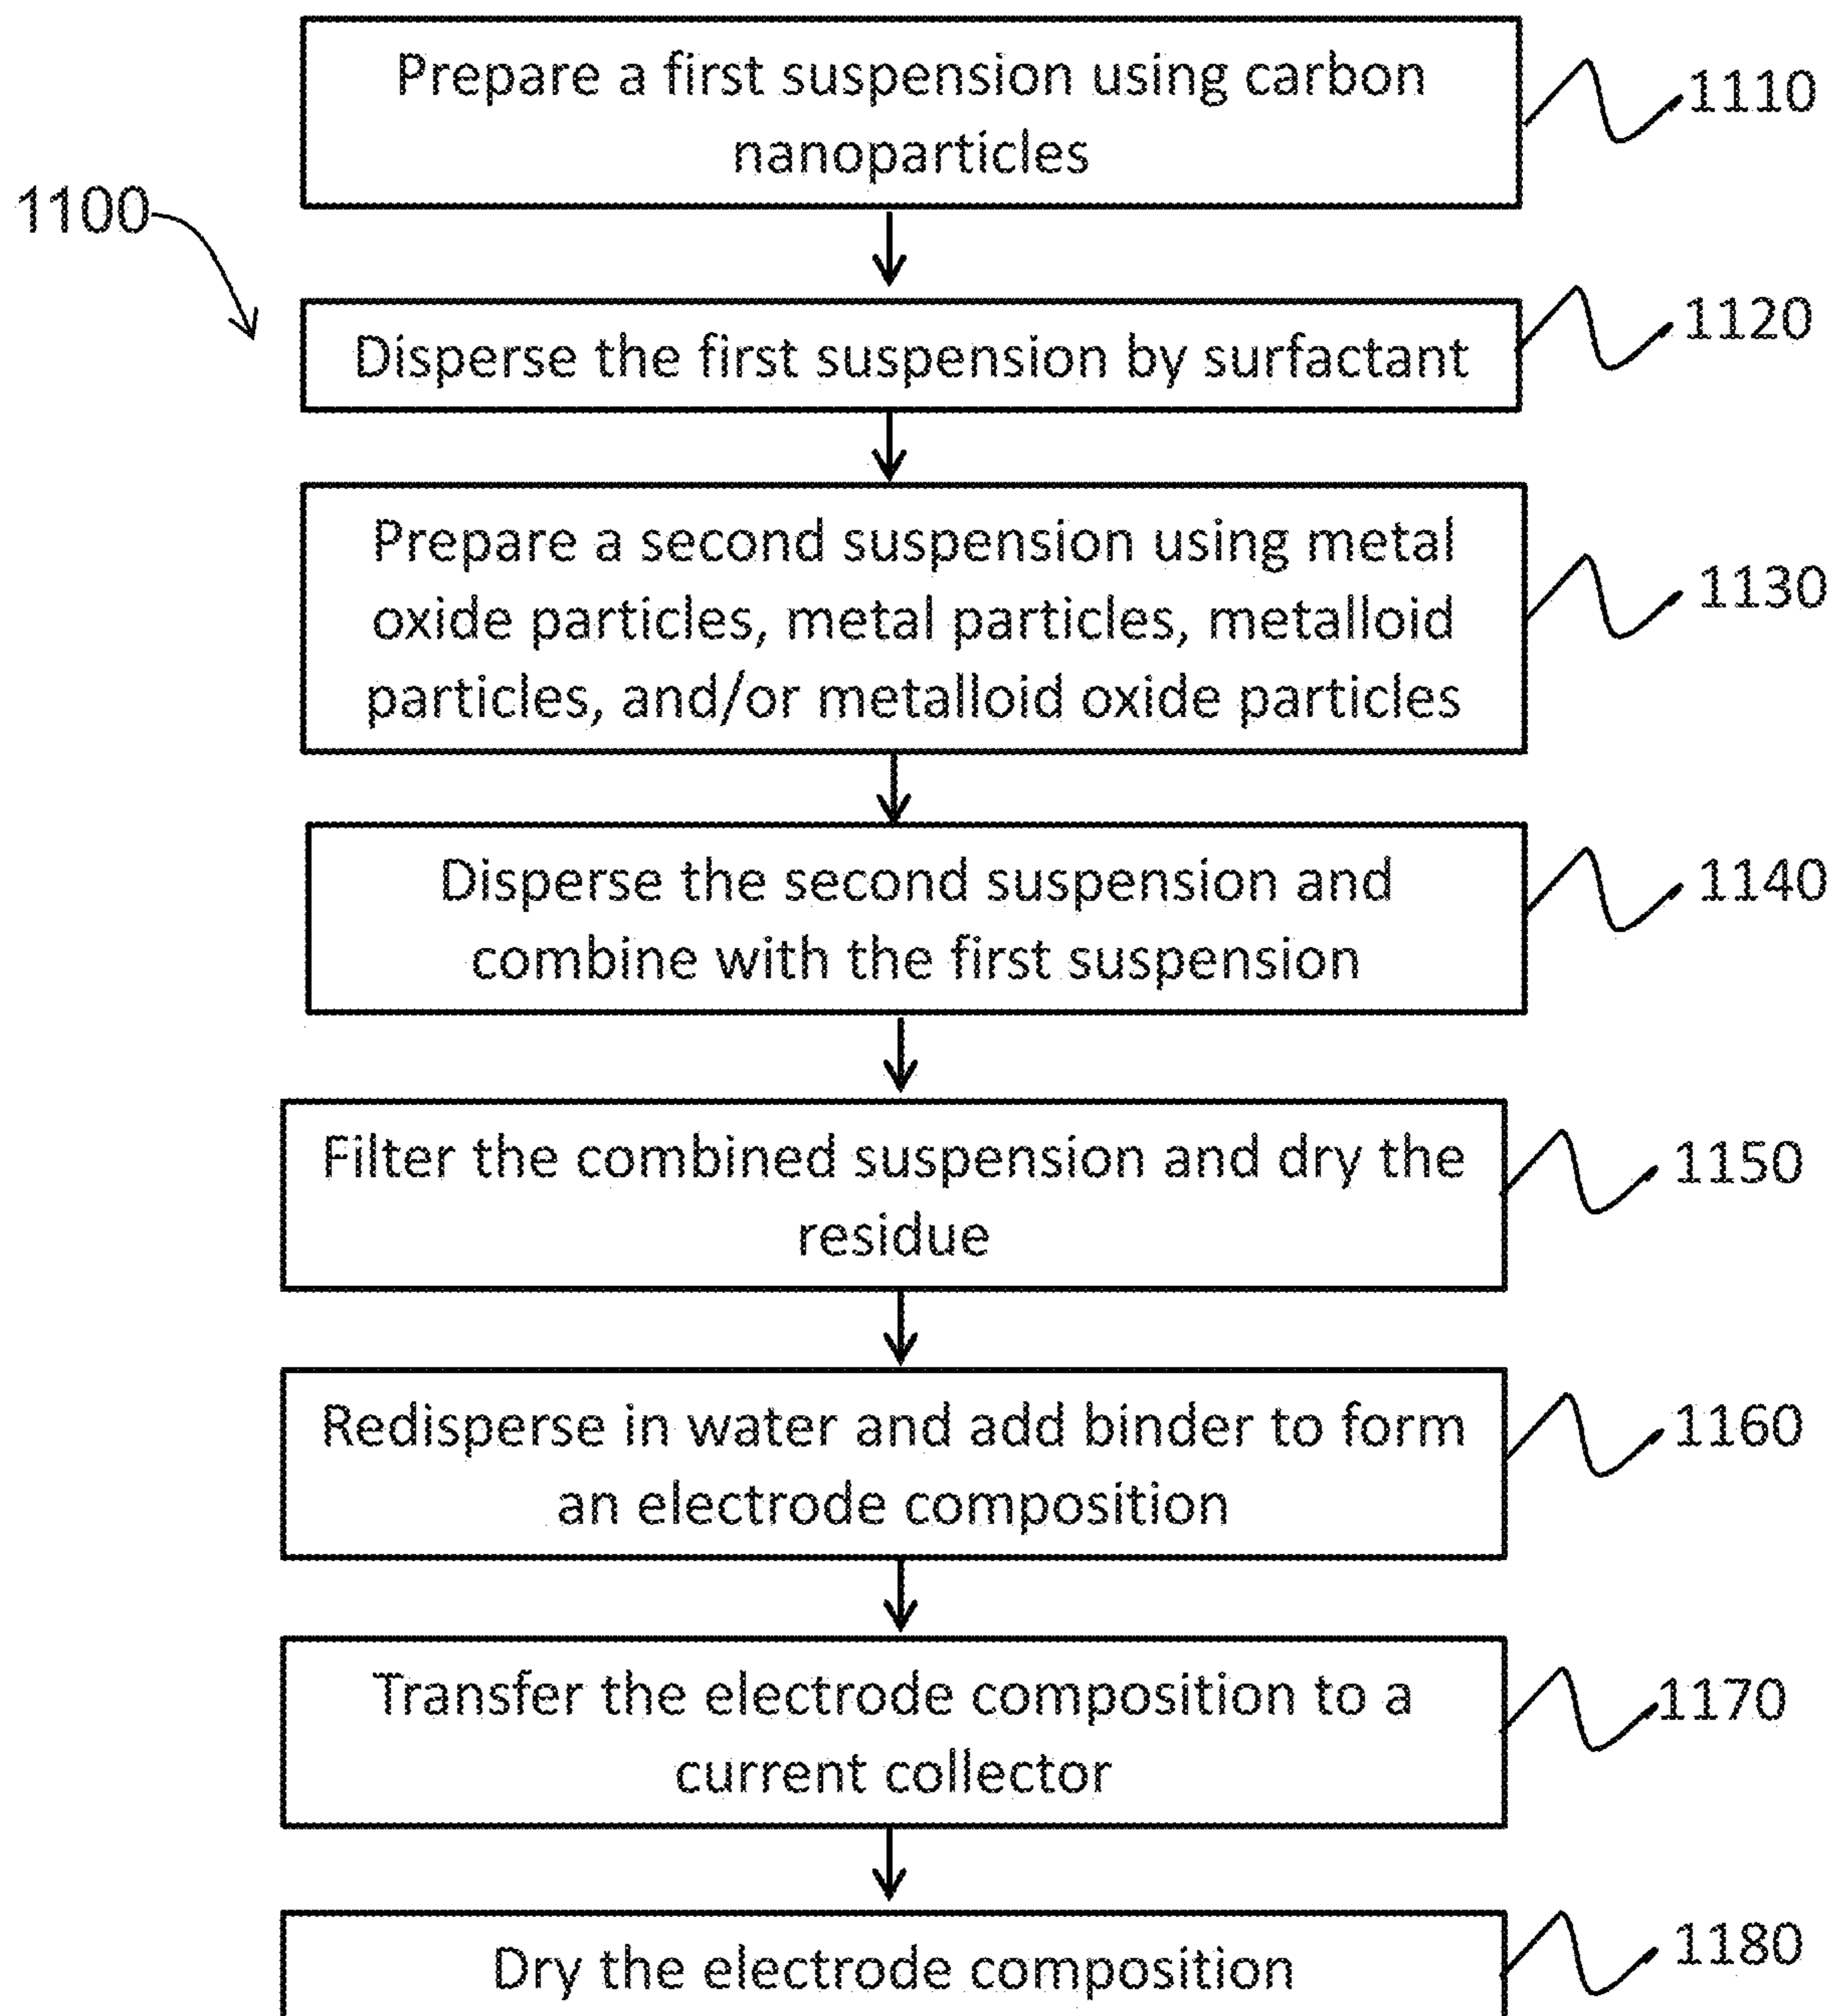 Prepare a first suspension using carbon
nanoparticles
1110
1100
Disperse the first suspension by surfactant
1120
Prepare a second suspension using metal
oxide particles, metal particles, metalloid
particles, and/or metalloid oxide particles
1130
Disperse the second suspension and
combine with the first suspension
1140
Filter the combined suspension and dry the
residue
1150
Redisperse in water and add binder to form
an electrode composition
1160
Transfer the electrode composition to a
current collector
1170
Dry the electrode composition
1180